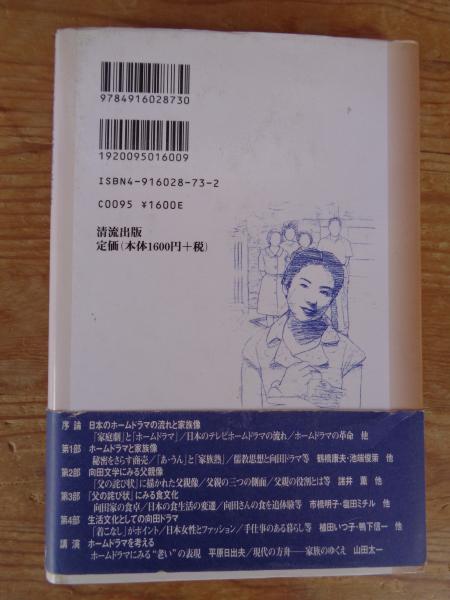 9784916028730
1920095016009
ISBN4-916028-73-2
C0095 ¥1600E
清流出版
定価(本体1600円+税)
序論 日本のホームドラマの流れと家族像
「家庭劇」と「ホームドラマ」/日本のテレビホームドラマの流れ/ホームドラマの革命 他
第1部 ホームドラマと家族像
秘密をさらす商売/「あ・うん」と「家族熱」/儒教思想と向田ドラマ等 鶴橋康夫・池端俊策 他
第2部 向田文学にみる父親像
「父の詫び状」に描かれた父親像/父親の三つの側面/父親の役割とは等 諸井薫 他
第3部 「父の詫び状」にみる食文化
向田家の食卓/日本の食生活の変遷/向田さんの食を追体験等 市橋明子・塩田ミチル 他
第4部 生活文化としての向田ドラマ
「着こなし」がポイント/日本女性とファッション/手仕事のある暮らし等 植田いつ子・鴨下信一 他
講演 ホームドラマを考える
ホームドラマにみる“老い”の表現 平原日出夫/現代の方舟――家族のゆくえ 山田太一